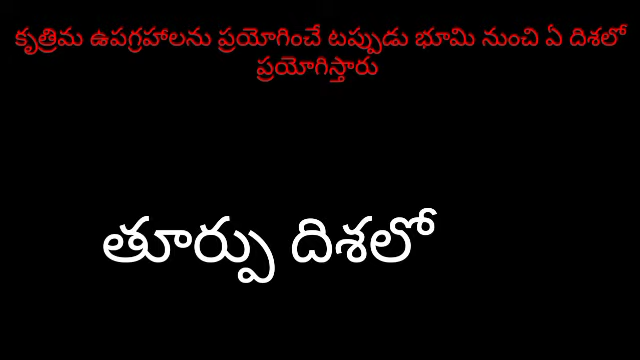 కృత్రిమ ఉపగ్రహాలను ప్రయోగించే టప్పుడు భూమి నుంచి ఏ దిశలో
ప్రయోగిస్తారు
తూర్పు దిశలో